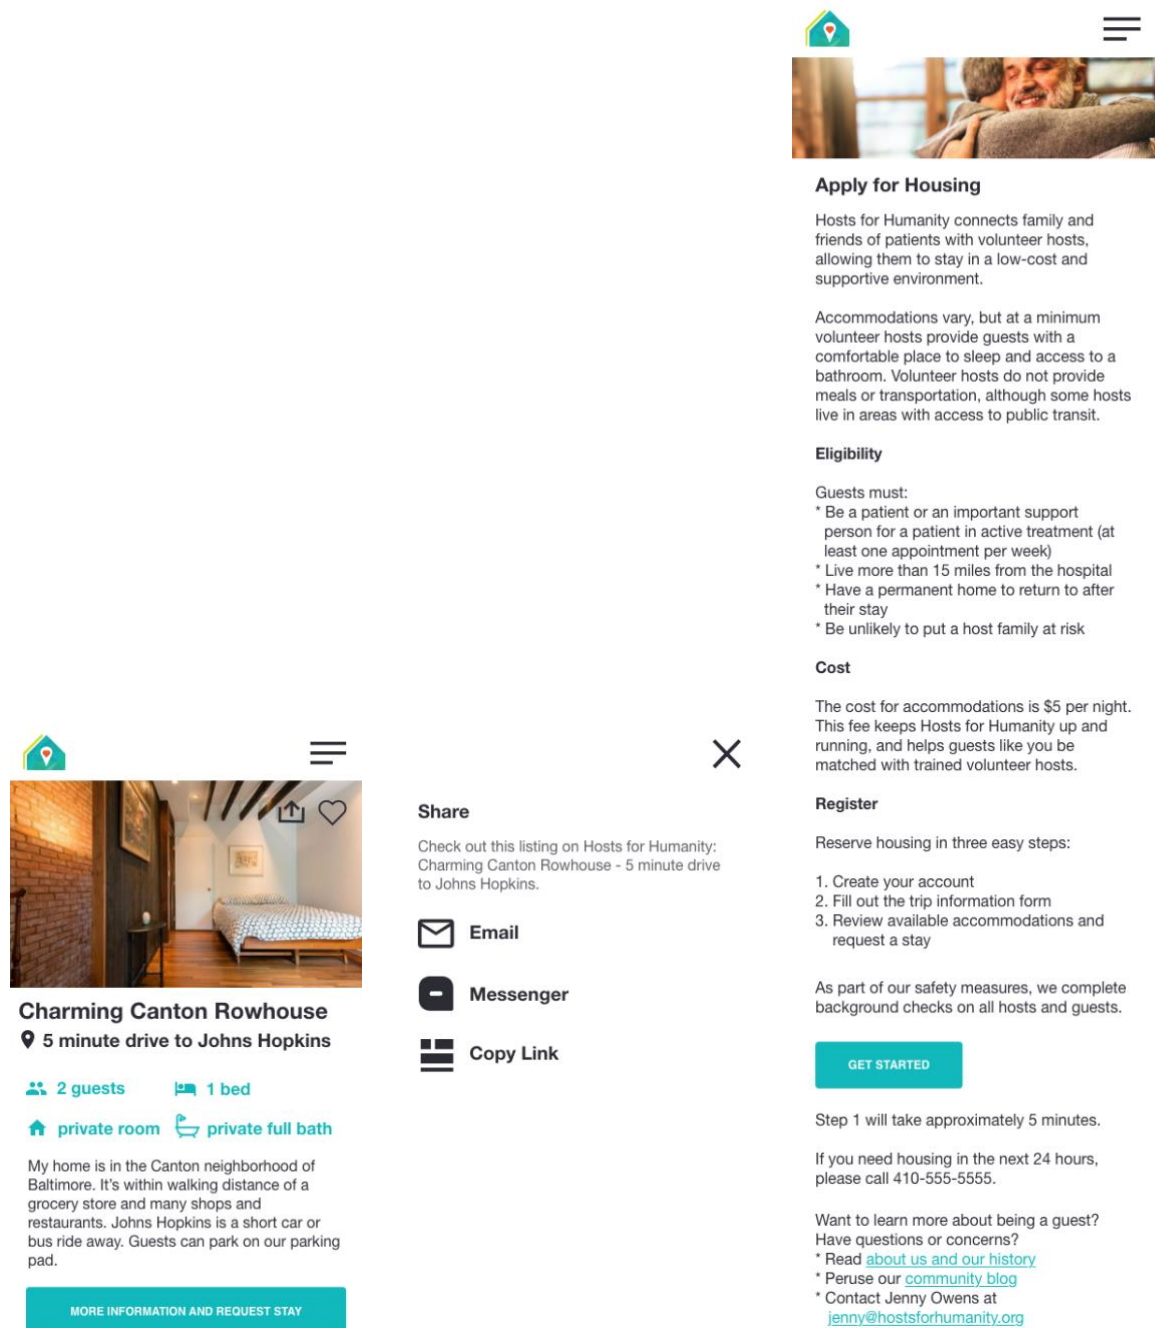 Charming Canton Rowhouse
5 minute drive to Johns Hopkins
2 guests
1 bed
private room
private full bath
My home is in the Canton neighborhood of
Baltimore. It's within walking distance of a
grocery store and many shops and
restaurants. Johns Hopkins is a short car or
bus ride away. Guests can park on our parking
pad.
MORE INFORMATION AND REQUEST STAY
Share
Check out this listing on Hosts for Humanity:
Charming Canton Rowhouse - 5 minute drive
to Johns Hopkins.
Email
Messenger
Copy Link
Apply for Housing
Hosts for Humanity connects family and
friends of patients with volunteer hosts,
allowing them to stay in a low-cost and
supportive environment.
Accommodations vary, but at a minimum
volunteer hosts provide guests with a
comfortable place to sleep and access to a
bathroom. Volunteer hosts do not provide
meals or transportation, although some hosts
live in areas with access to public transit.
Eligibility
Guests must:
* Be a patient or an important support
person for a patient in active treatment (at
least one appointment per week)
* Live more than 15 miles from the hospital
* Have a permanent home to return to after
their stay
* Be unlikely to put a host family at risk
Cost
The cost for accommodations is $5 per night.
This fee keeps Hosts for Humanity up and
running, and helps guests like you be
matched with trained volunteer hosts.
Register
Reserve housing in three easy steps:
1. Create your account
2. Fill out the trip information form
3. Review available accommodations and
request a stay
As part of our safety measures, we complete
background checks on all hosts and guests.
GET STARTED
Step 1 will take approximately 5 minutes.
If you need housing in the next 24 hours,
please call 410-555-5555.
Want to learn more about being a guest?
Have questions or concerns?
* Read about us and our history
* Peruse our community blog
* Contact Jenny Owens at
jenny@hostsforhumanity.org